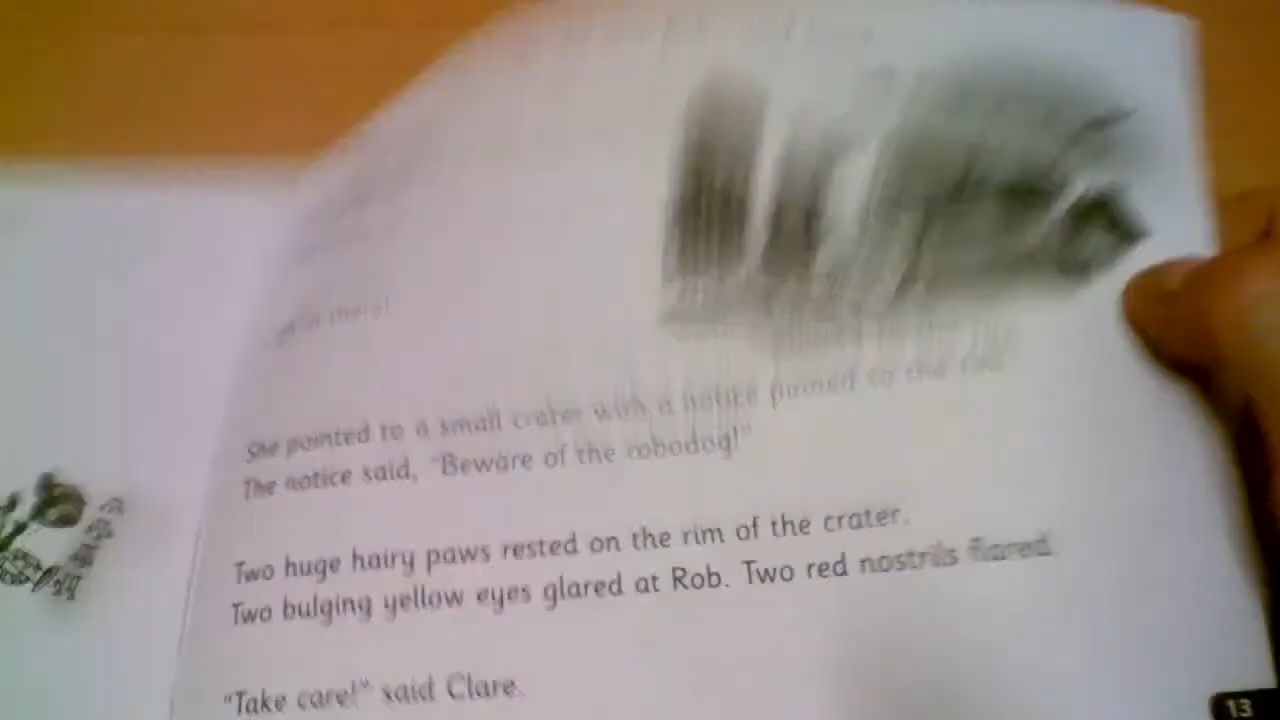 She pointed to a small crater with a notice pinned to the rim.
The notice said, "Beware of the robodog!"
Two huge hairy paws rested on the rim of the crater.
Two bulging yellow eyes glared at Rob. Two red nostrils flared.
"Take care!" said Clare.
13